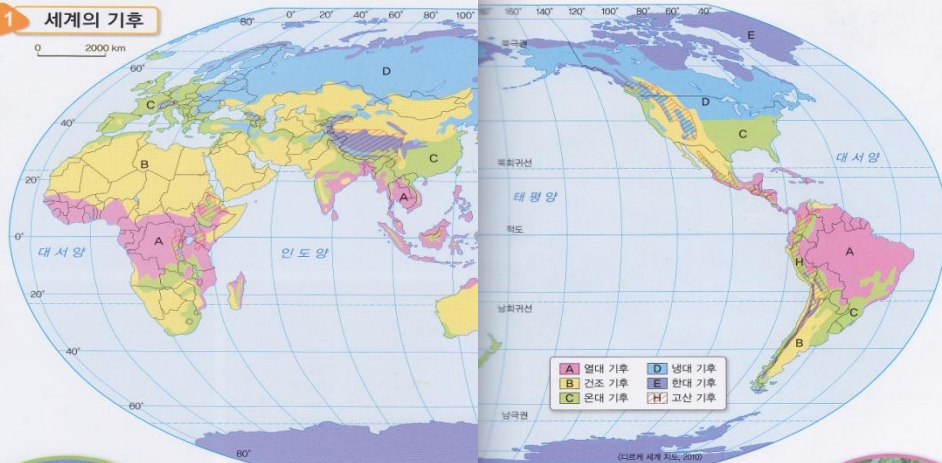 1 세계의 기후
0 2000 km
80° 0° 20° 40° 60° 80° 100°
160° 140° 120° 100° 80° 60° 40°
60°
40°
20°
0°
20°
40°
60°
80°
북극권
북회귀선
적도
남회귀선
남극권
대서양
인도양
태평양
대서양
D
C
B
C
A
A
E
D
C
A
H
C
B
A 열대 기후
B 건조 기후
C 온대 기후
D 냉대 기후
E 한대 기후
H 고산 기후
(디르케 세계 지도, 2010)